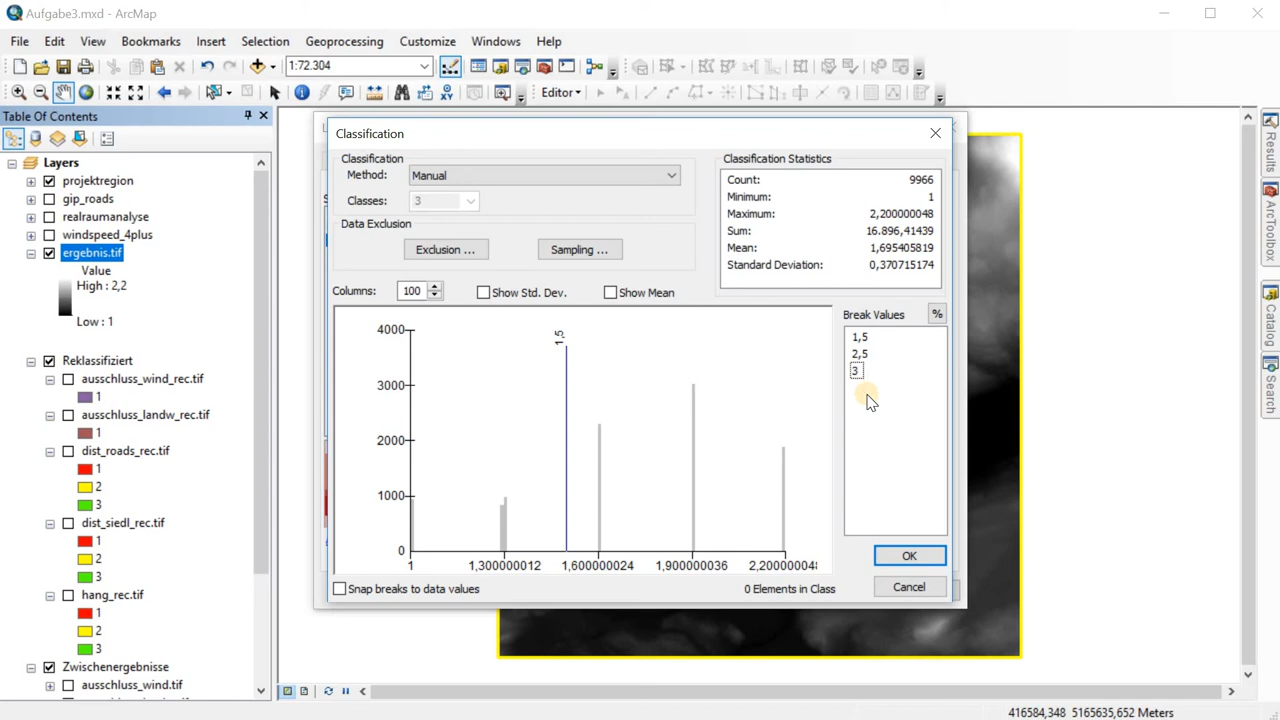 Aufgabe3.mxd - ArcMap
File Edit View Bookmarks Insert Selection Geoprocessing Customize Windows Help
1:72.304
Editor
Table Of Contents
Layers
projektregion
gip_roads
realraumanalyse
windspeed_4plus
ergebnis.tif
Value
High : 2,2
Low : 1
Reklassifiziert
ausschluss_wind_rec.tif
1
ausschluss_landw_rec.tif
1
dist_roads_rec.tif
1
2
3
dist_siedl_rec.tif
1
2
3
hang_rec.tif
1
2
3
Zwischenergebnisse
ausschluss_wind.tif
Classification
Classification
Method: Manual
Classes: 3
Data Exclusion
Exclusion ... Sampling ...
Classification Statistics
Count: 9966
Minimum: 1
Maximum: 2,200000048
Sum: 16.896,41439
Mean: 1,695405819
Standard Deviation: 0,370715174
Columns: 100 Show Std. Dev. Show Mean
Break Values %
1,5
2,5
3
1,5
4000
3000
2000
1000
0
1 1,300000012 1,600000024 1,900000036 2,200000048
Snap breaks to data values
0 Elements in Class
OK
Cancel
Results
ArcToolbox
Catalog
Search
416584,348 5165635,652 Meters